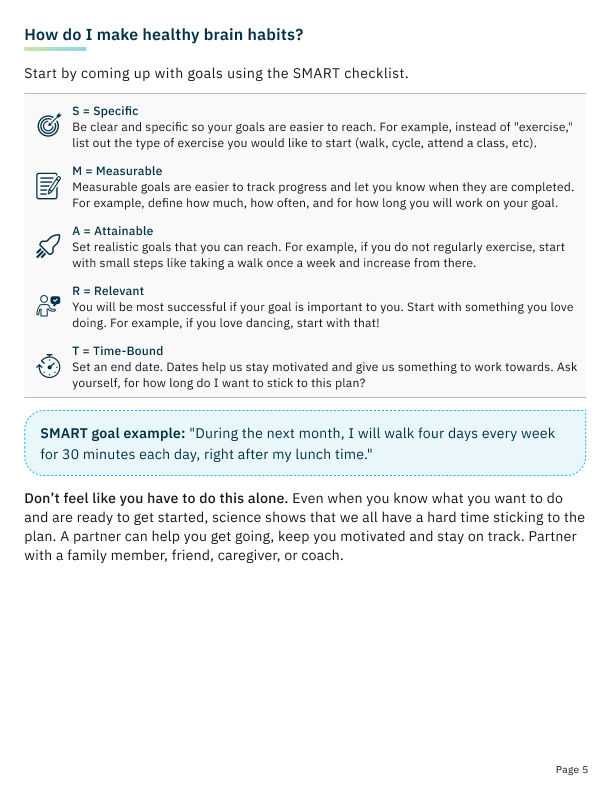 How do I make healthy brain habits?
Start by coming up with goals using the SMART checklist.
S = Specific
Be clear and specific so your goals are easier to reach. For example, instead of "exercise,"
list out the type of exercise you would like to start (walk, cycle, attend a class, etc).
M = Measurable
Measurable goals are easier to track progress and let you know when they are completed.
For example, define how much, how often, and for how long you will work on your goal.
A = Attainable
Set realistic goals that you can reach. For example, if you do not regularly exercise, start
with small steps like taking a walk once a week and increase from there.
R = Relevant
You will be most successful if your goal is important to you. Start with something you love
doing. For example, if you love dancing, start with that!
T = Time-Bound
Set an end date. Dates help us stay motivated and give us something to work towards. Ask
yourself, for how long do I want to stick to this plan?
SMART goal example: "During the next month, I will walk four days every week
for 30 minutes each day, right after my lunch time."
Don’t feel like you have to do this alone. Even when you know what you want to do
and are ready to get started, science shows that we all have a hard time sticking to the
plan. A partner can help you get going, keep you motivated and stay on track. Partner
with a family member, friend, caregiver, or coach.
Page 5